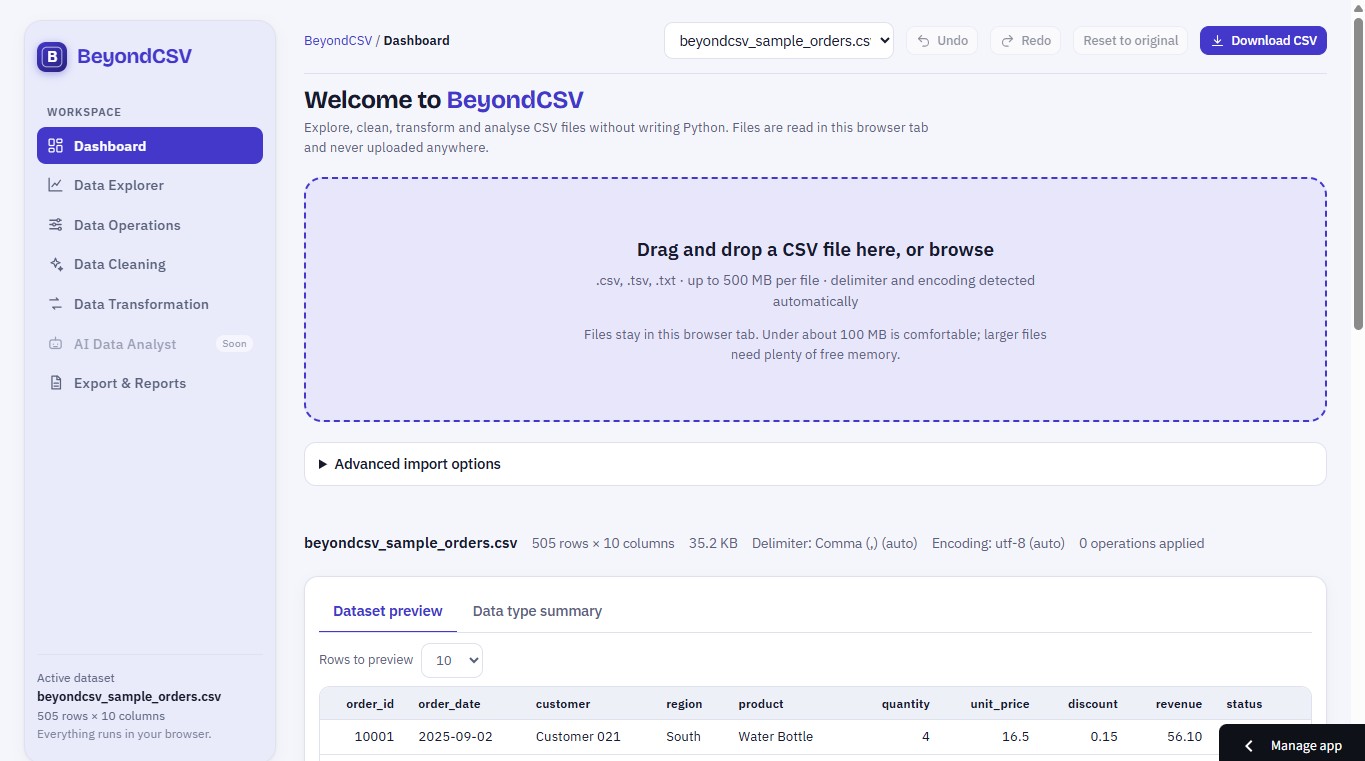 B BeyondCSV
WORKSPACE
Dashboard
Data Explorer
Data Operations
Data Cleaning
Data Transformation
AI Data Analyst Soon
Export & Reports
Active dataset
beyondcsv_sample_orders.csv
505 rows × 10 columns
Everything runs in your browser.
BeyondCSV / Dashboard
beyondcsv_sample_orders.cs
Undo
Redo
Reset to original
Download CSV
Welcome to BeyondCSV
Explore, clean, transform and analyse CSV files without writing Python. Files are read in this browser tab
and never uploaded anywhere.
Drag and drop a CSV file here, or browse
.csv, .tsv, .txt · up to 500 MB per file · delimiter and encoding detected
automatically
Files stay in this browser tab. Under about 100 MB is comfortable; larger files
need plenty of free memory.
Advanced import options
beyondcsv_sample_orders.csv 505 rows × 10 columns 35.2 KB Delimiter: Comma (,) (auto) Encoding: utf-8 (auto) 0 operations applied
Dataset preview Data type summary
Rows to preview 10
order_id order_date customer region product quantity unit_price discount revenue status
10001 2025-09-02 Customer 021 South Water Bottle 4 16.5 0.15 56.10
Manage app